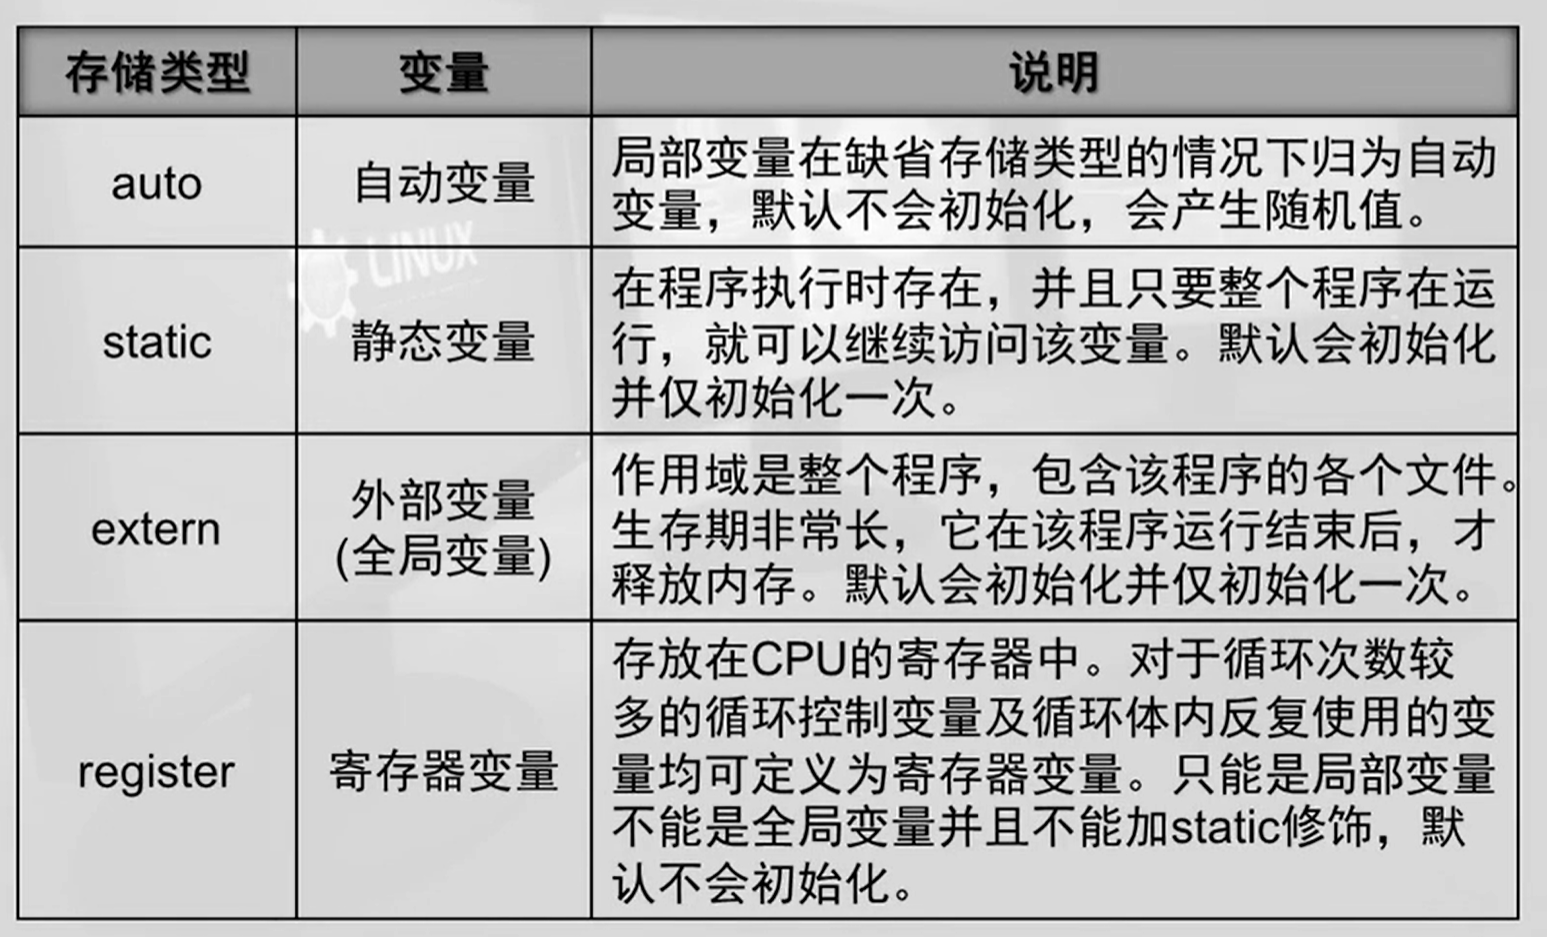 存储类型 变量 说明
auto 自动变量 局部变量在缺省存储类型的情况下归为自动
变量，默认不会初始化，会产生随机值。
LINUX
static 静态变量 在程序执行时存在，并且只要整个程序在运
行，就可以继续访问该变量。默认会初始化
并仅初始化一次。
extern 外部变量
(全局变量) 作用域是整个程序，包含该程序的各个文件。
生存期非常长，它在该程序运行结束后，才
释放内存。默认会初始化并仅初始化一次。
register 寄存器变量 存放在CPU的寄存器中。对于循环次数较
多的循环控制变量及循环体内反复使用的变
量均可定义为寄存器变量。只能是局部变量
不能是全局变量并且不能加static修饰，默
认不会初始化。